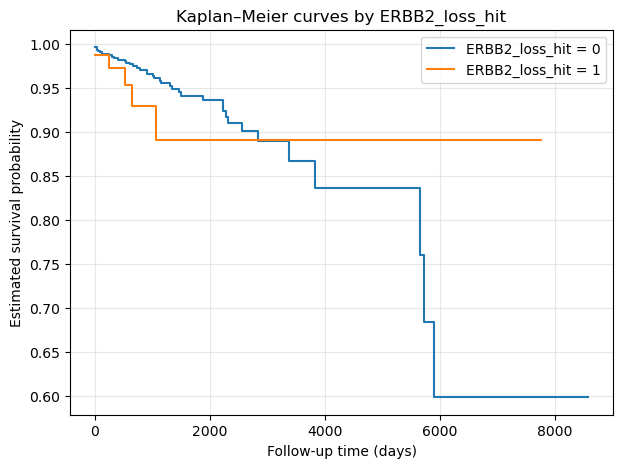 Kaplan–Meier curves by ERBB2_loss_hit
ERBB2_loss_hit = 0
ERBB2_loss_hit = 1
Estimated survival probability
1.00
0.95
0.90
0.85
0.80
0.75
0.70
0.65
0.60
0 2000 4000 6000 8000
Follow-up time (days)